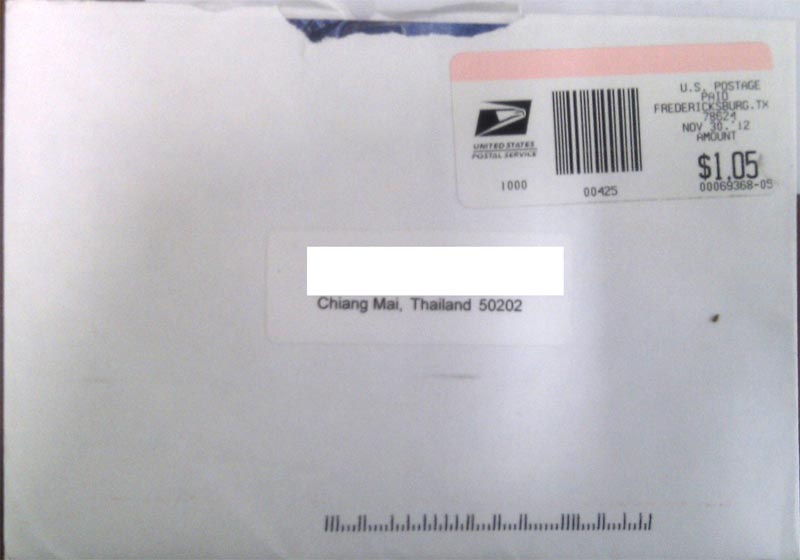 U.S. POSTAGE
PAID
FREDERICKSBURG.TX
78624
NOV 30. 12
AMOUNT
$1.05
00069368-05
UNITED STATES
POSTAL SERVICE
1000
00425
Chiang Mai, Thailand 50202